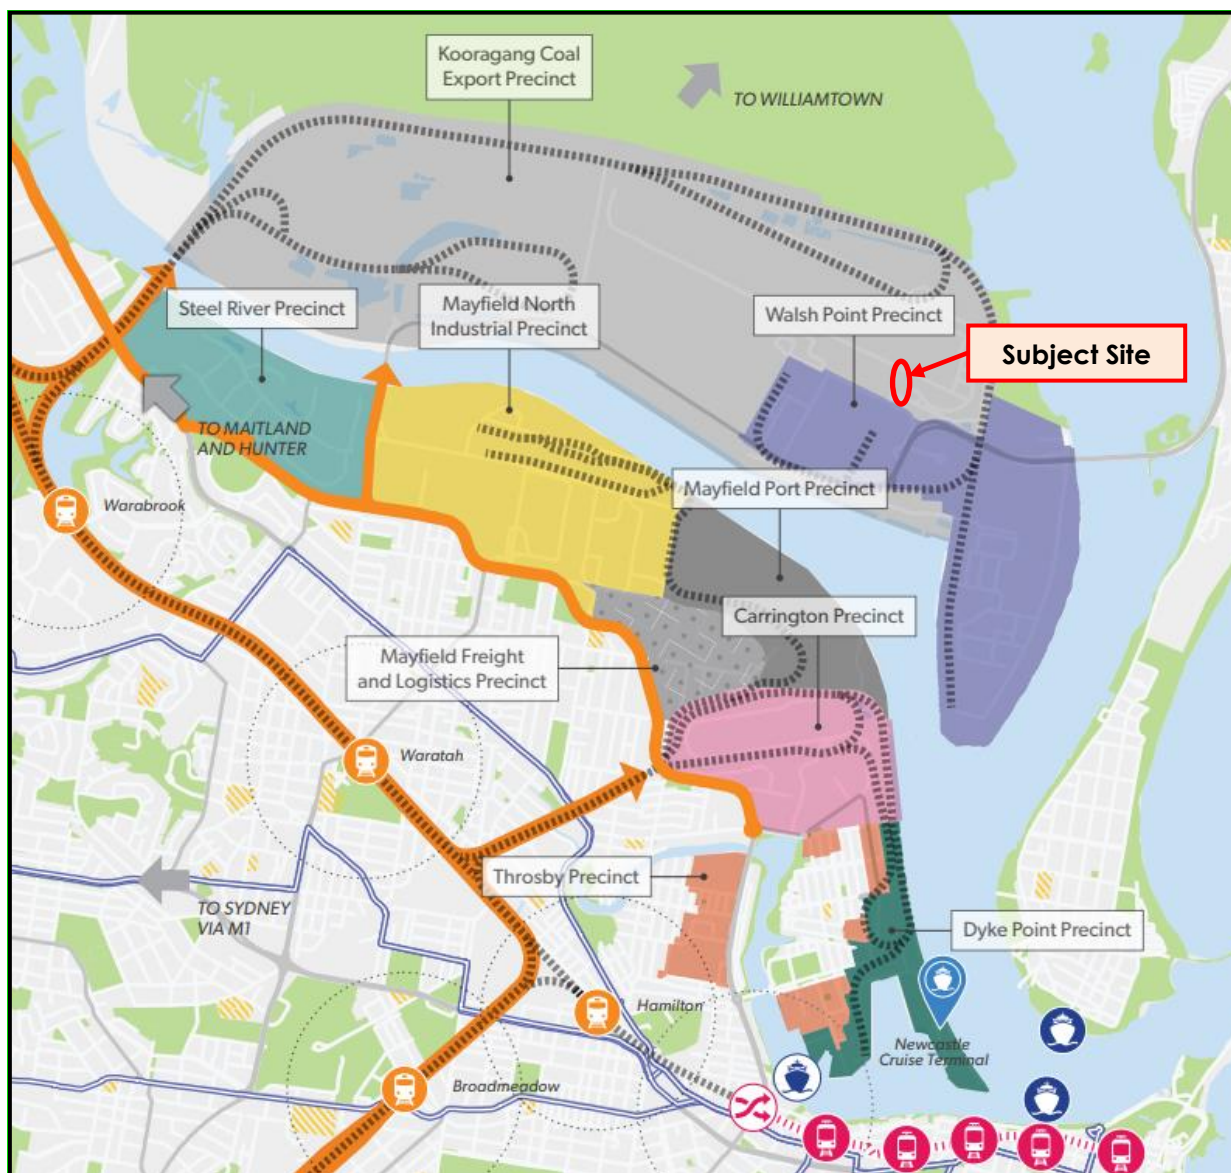 Kooragang Coal
Export Precinct
TO WILLIAMTOWN
Steel River Precinct
Mayfield North
Industrial Precinct
Walsh Point Precinct
Subject Site
TO MAITLAND
AND HUNTER
Warabrook
Mayfield Port Precinct
Carrington Precinct
Mayfield Freight
and Logistics Precinct
Waratah
Throsby Precinct
TO SYDNEY
VIA M1
Dyke Point Precinct
Hamilton
Newcastle
Cruise Terminal
Broadmeadow